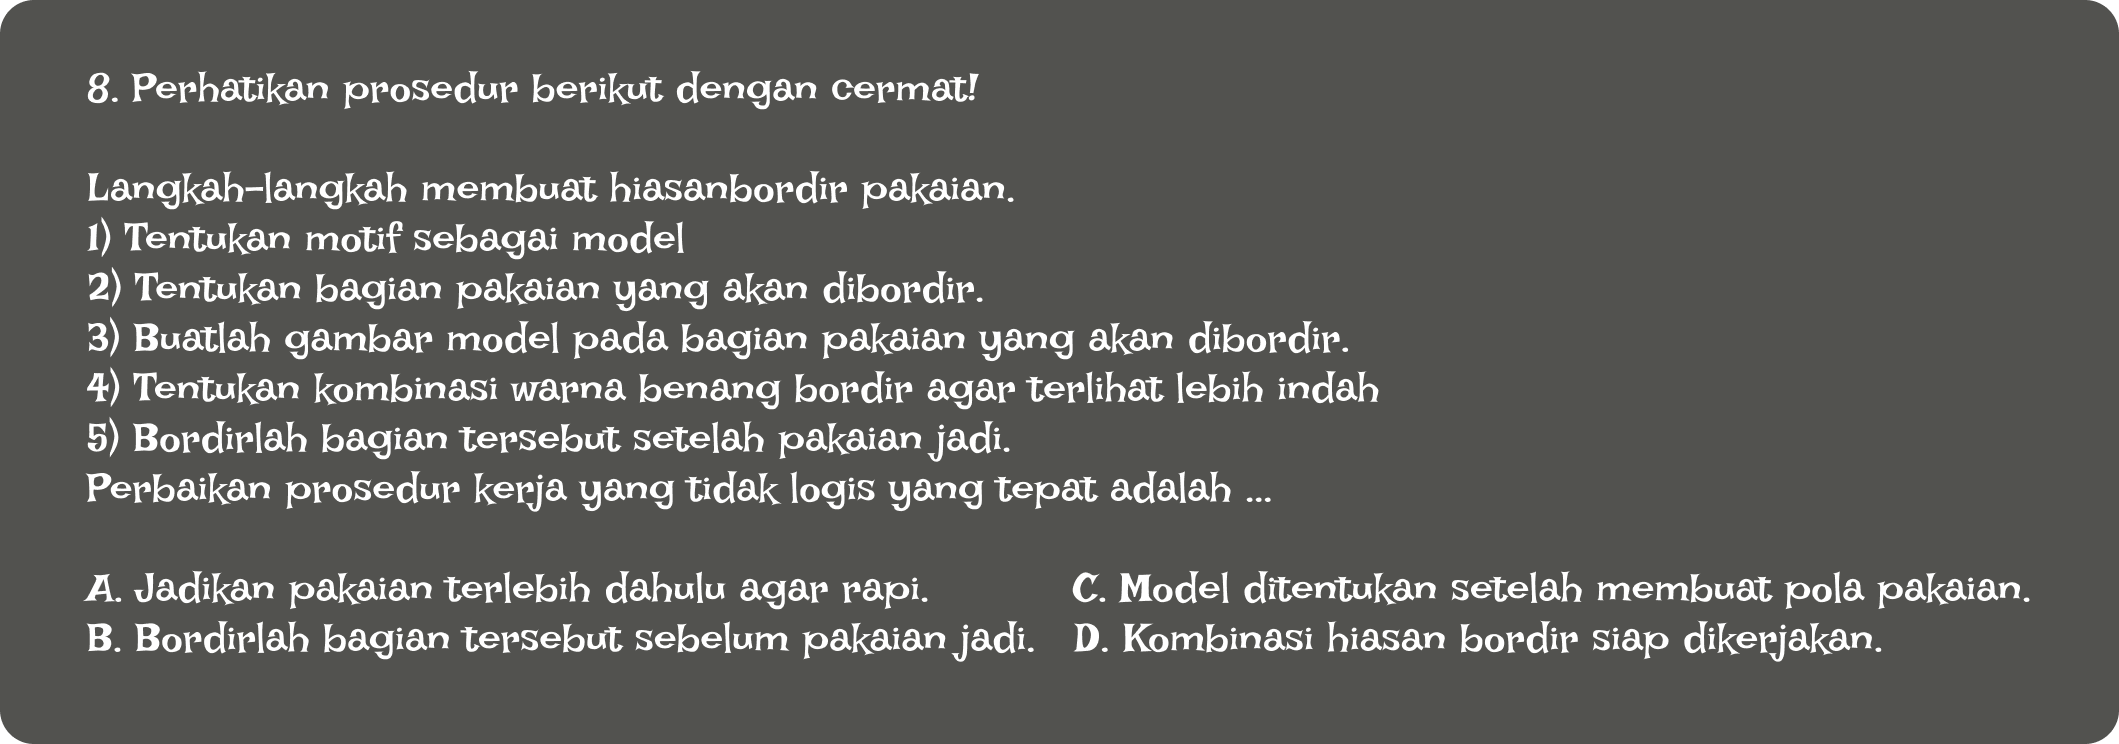 8. Perhatikan prosedur berikut dengan cermat!
Langkah-langkah membuat hiasanbordir pakaian.
1) Tentukan motif sebagai model
2) Tentukan bagian pakaian yang akan dibordir.
3) Buatlah gambar model pada bagian pakaian yang akan dibordir.
4) Tentukan kombinasi warna benang bordir agar terlihat lebih indah
5) Bordirlah bagian tersebut setelah pakaian jadi.
Perbaikan prosedur kerja yang tidak logis yang tepat adalah ...
A. Jadikan pakaian terlebih dahulu agar rapi.
B. Bordirlah bagian tersebut sebelum pakaian jadi.
C. Model ditentukan setelah membuat pola pakaian.
D. Kombinasi hiasan bordir siap dikerjakan.